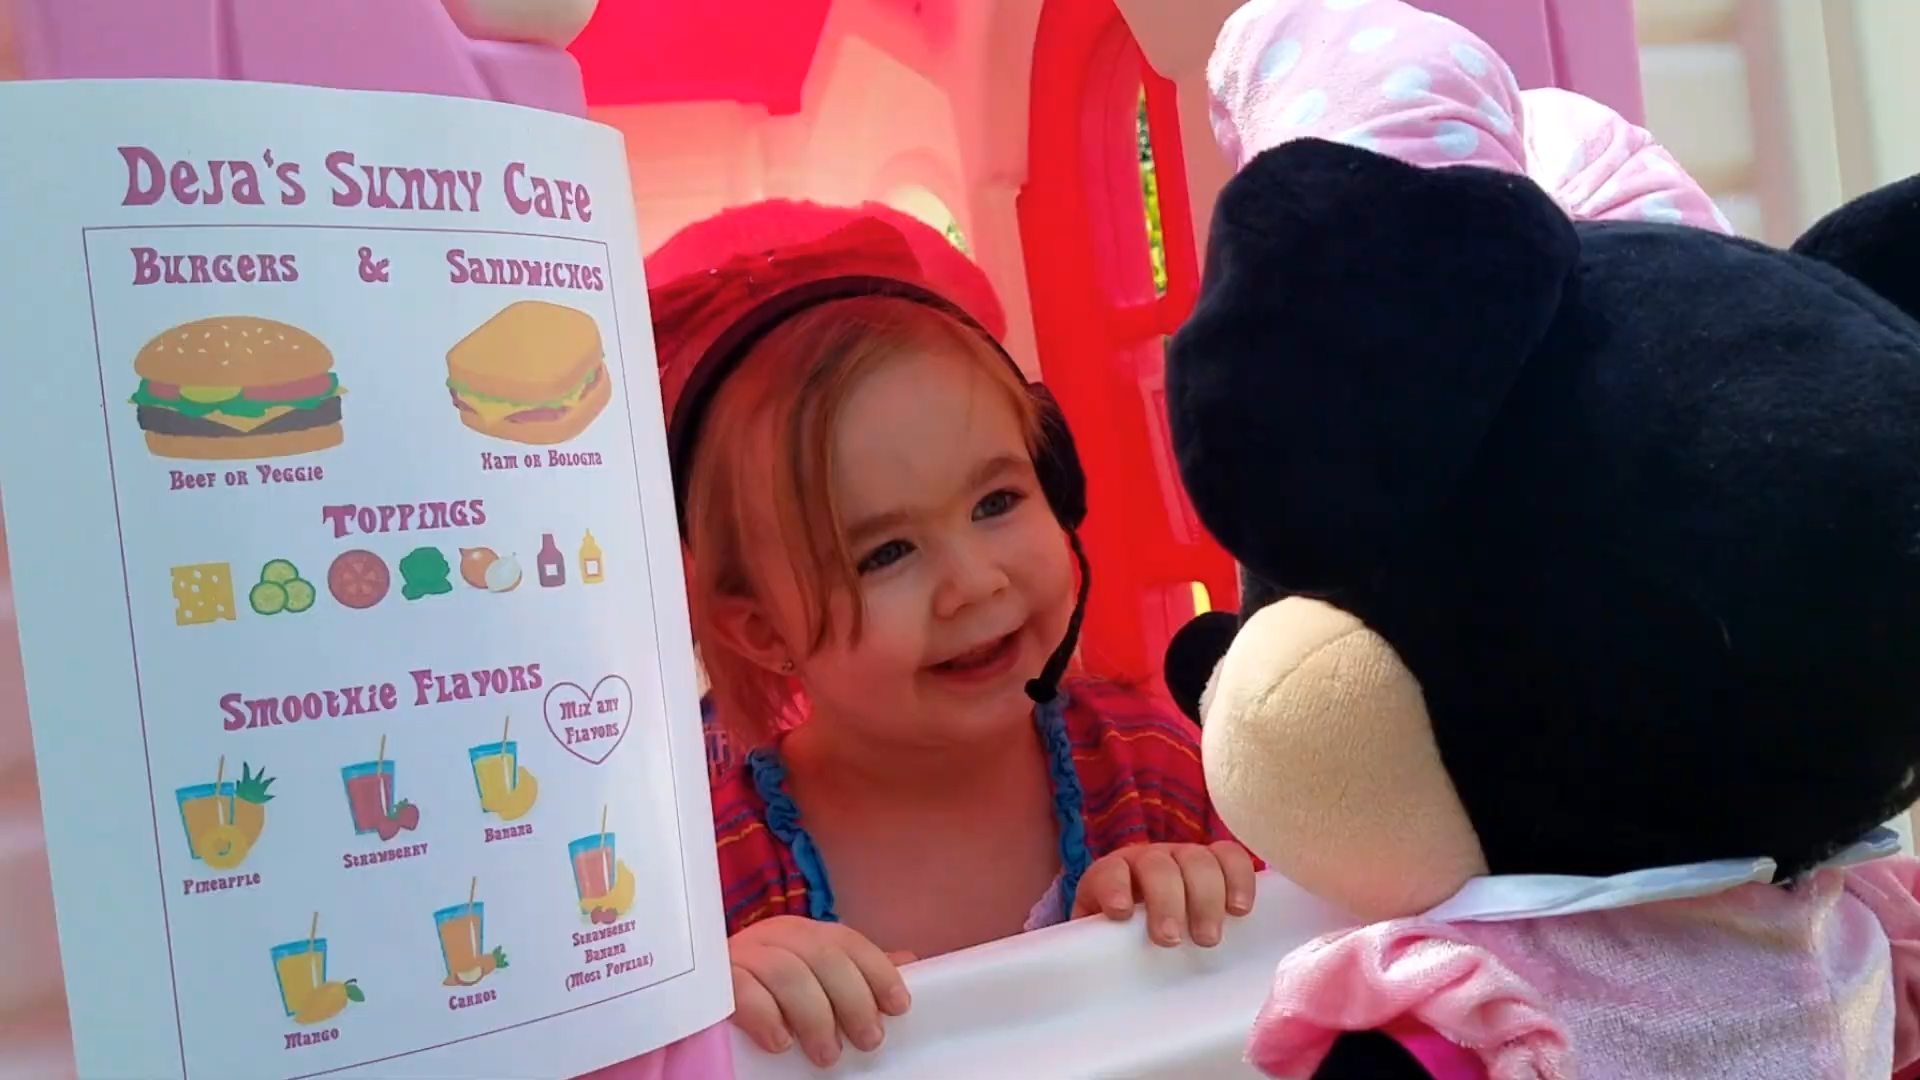 Deja's Sunny Cafe
Burgers & Sandwiches
Beef or Veggie
Ham or Bologna
Toppings
Smoothie Flavors
Mix any
Flavors
Pineapple
Strawberry
Banana
Mango
Carrot
Strawberry
Banana
(Most Popular)